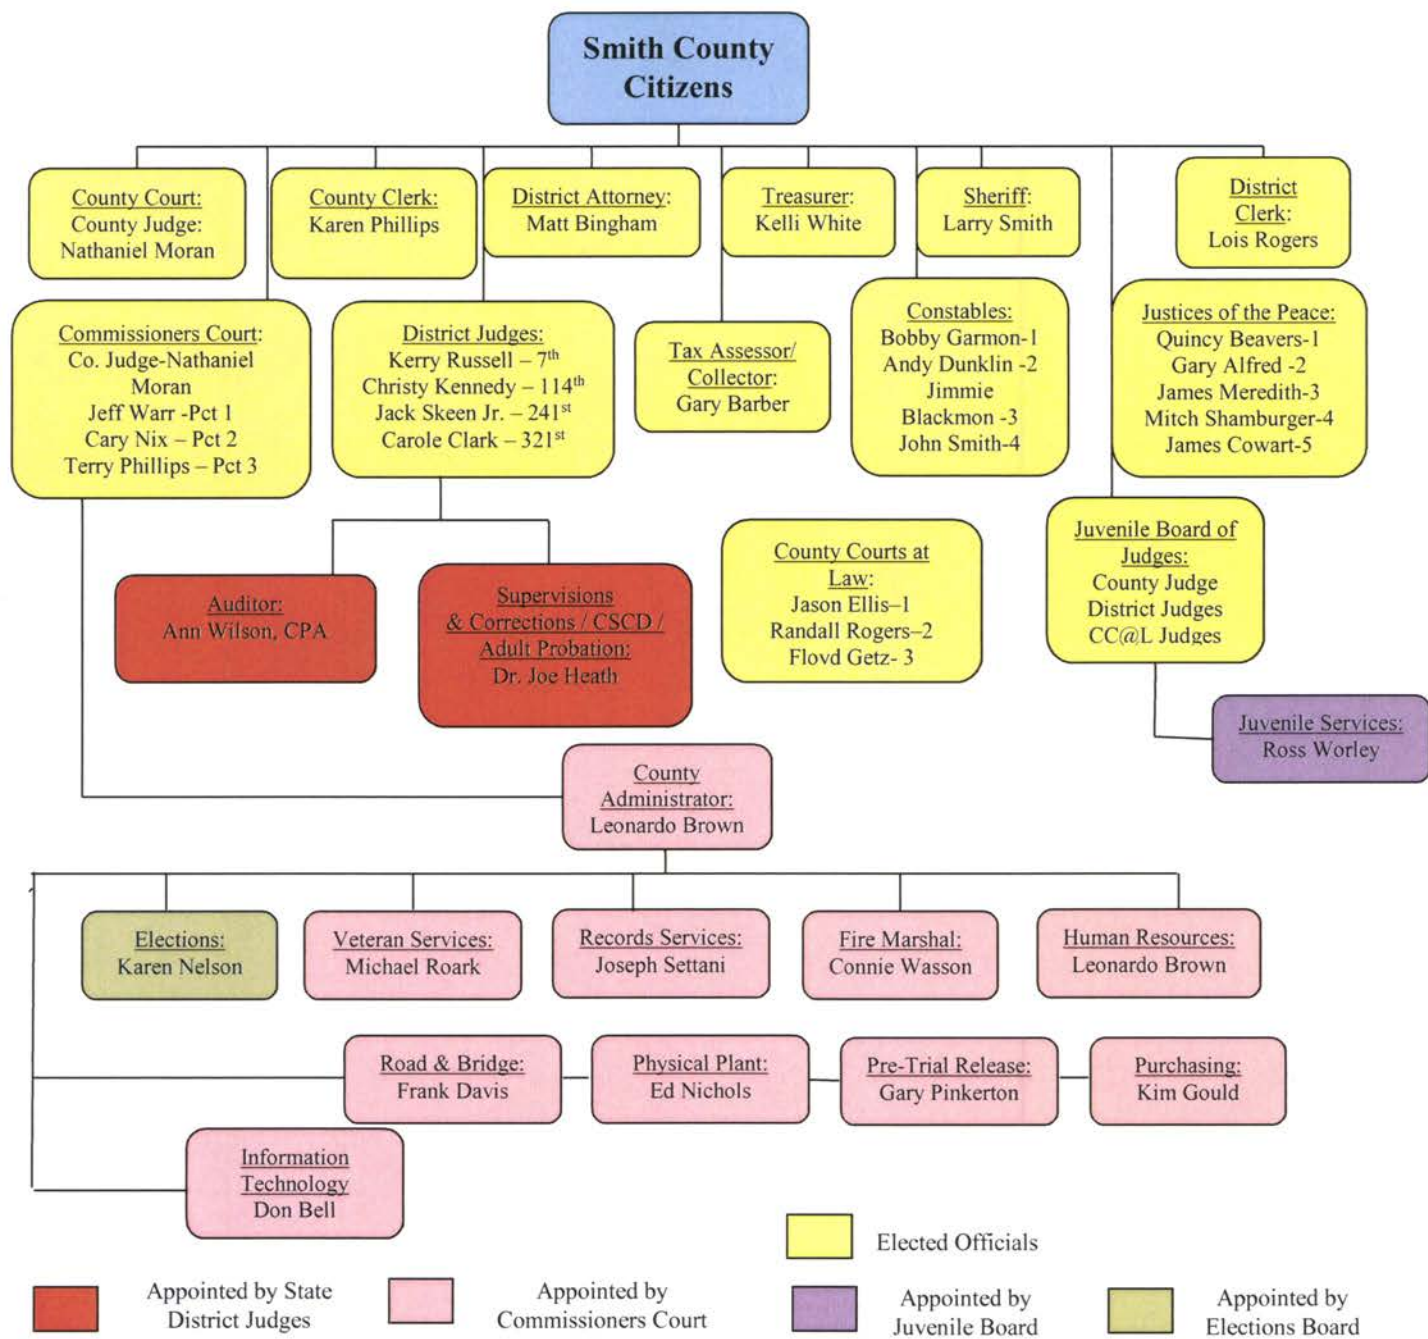 Smith County
Citizens
County Court:
County Judge:
Nathaniel Moran
County Clerk:
Karen Phillips
District Attorney:
Matt Bingham
Treasurer:
Kelli White
Sheriff:
Larry Smith
District
Clerk:
Lois Rogers
Commissioners Court:
Co. Judge-Nathaniel
Moran
Jeff Warr -Pct 1
Cary Nix – Pct 2
Terry Phillips – Pct 3
District Judges:
Kerry Russell – 7th
Christy Kennedy – 114th
Jack Skeen Jr. – 241st
Carole Clark – 321st
Tax Assessor/
Collector:
Gary Barber
Constables:
Bobby Garmon-1
Andy Dunklin -2
Jimmie
Blackmon -3
John Smith-4
Justices of the Peace:
Quincy Beavers-1
Gary Alfred -2
James Meredith-3
Mitch Shamburger-4
James Cowart-5
Auditor:
Ann Wilson, CPA
Supervisions
& Corrections / CSCD /
Adult Probation:
Dr. Joe Heath
County Courts at
Law:
Jason Ellis–1
Randall Rogers–2
Floyd Getz- 3
Juvenile Board of
Judges:
County Judge
District Judges
CC@L Judges
Juvenile Services:
Ross Worley
County
Administrator:
Leonardo Brown
Elections:
Karen Nelson
Veteran Services:
Michael Roark
Records Services:
Joseph Settani
Fire Marshal:
Connie Wasson
Human Resources:
Leonardo Brown
Road & Bridge:
Frank Davis
Physical Plant:
Ed Nichols
Pre-Trial Release:
Gary Pinkerton
Purchasing:
Kim Gould
Information
Technology
Don Bell
Elected Officials
Appointed by State
District Judges
Appointed by
Commissioners Court
Appointed by
Juvenile Board
Appointed by
Elections Board